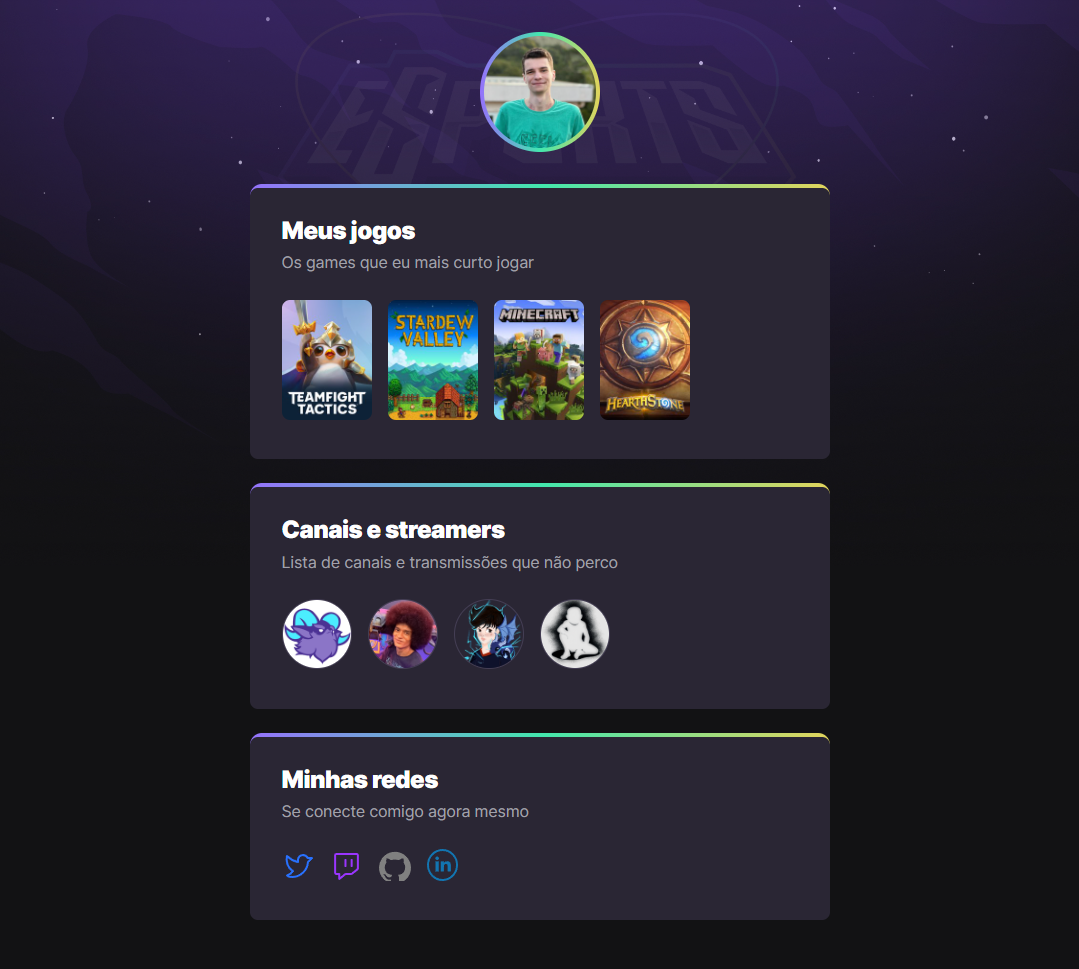 ESPORTS
Meus jogos
Os games que eu mais curto jogar
TEAMFIGHT
TACTICS
STARDEW
VALLEY
MINECRAFT
HEARTHSTONE
Canais e streamers
Lista de canais e transmissões que não perco
Minhas redes
Se conecte comigo agora mesmo
in